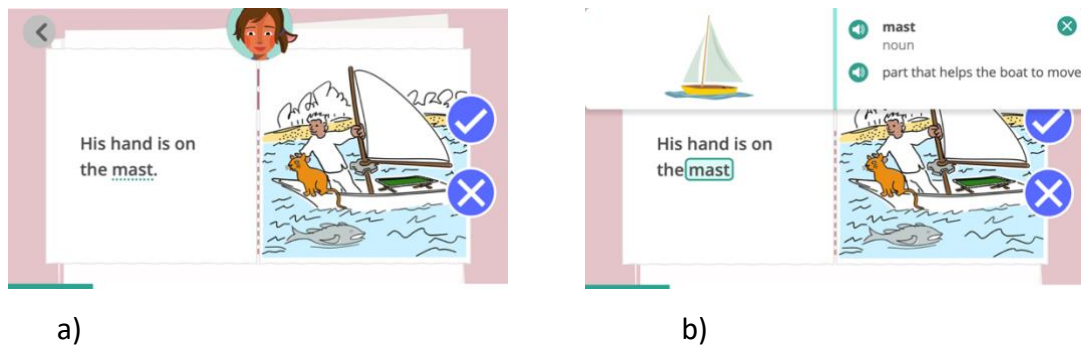 His hand is on
the mast.
mast
noun
part that helps the boat to move
His hand is on
the mast
a)
b)